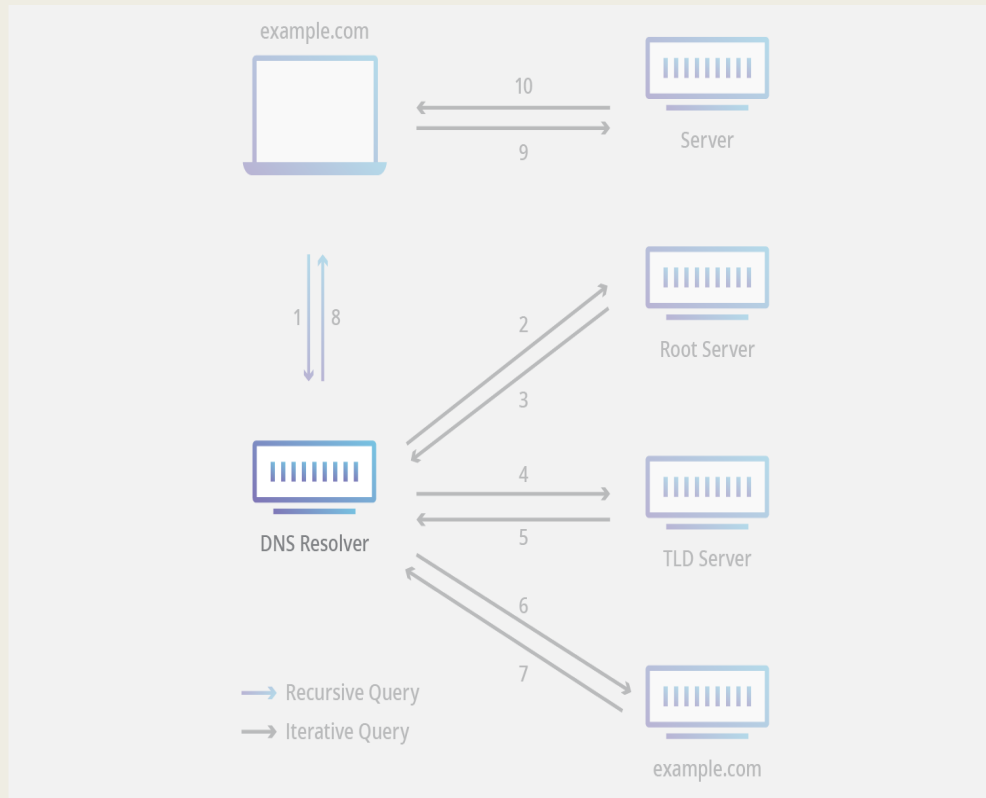 example.com
10
9
Server
1
8
2
3
Root Server
DNS Resolver
4
5
TLD Server
6
7
example.com
Recursive Query
Iterative Query